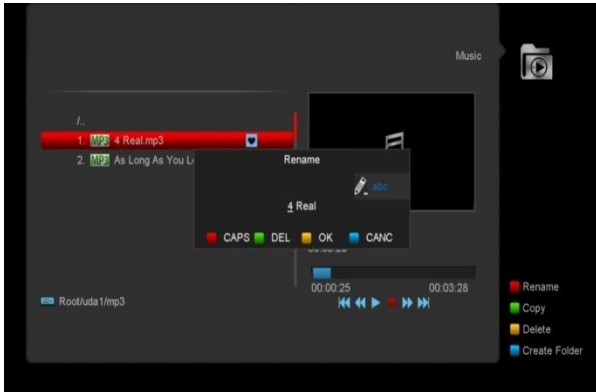 Music
/..
1. MP3 4 Real.mp3
2. MP3 As Long As You L
Rename
abc
4 Real
CAPS DEL OK CANC
00:00:25 00:03:28
Root/uda1/mp3
Rename
Copy
Delete
Create Folder